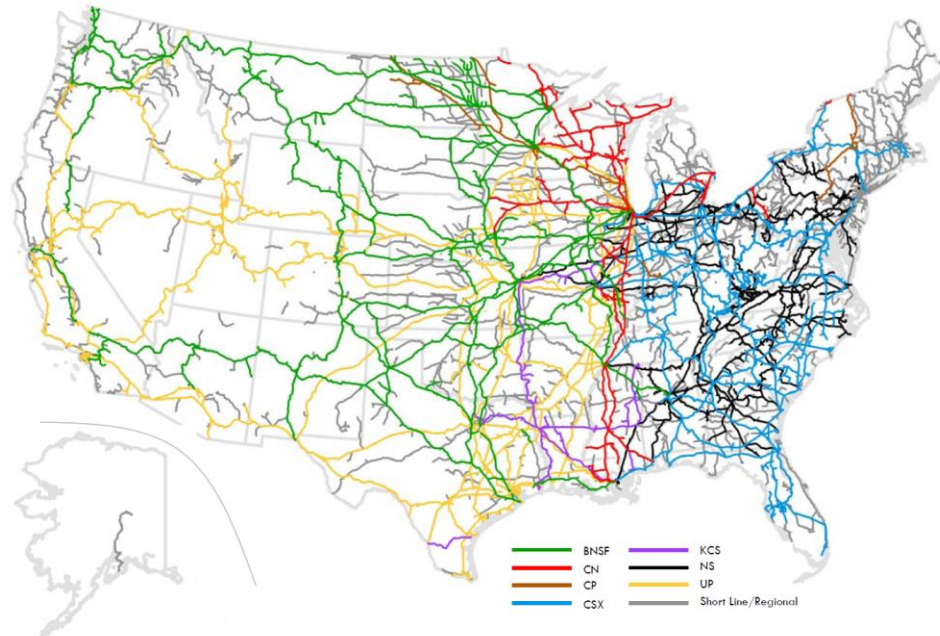 BNSF
CN
CP
CSX
KCS
NS
UP
Short Line/Regional